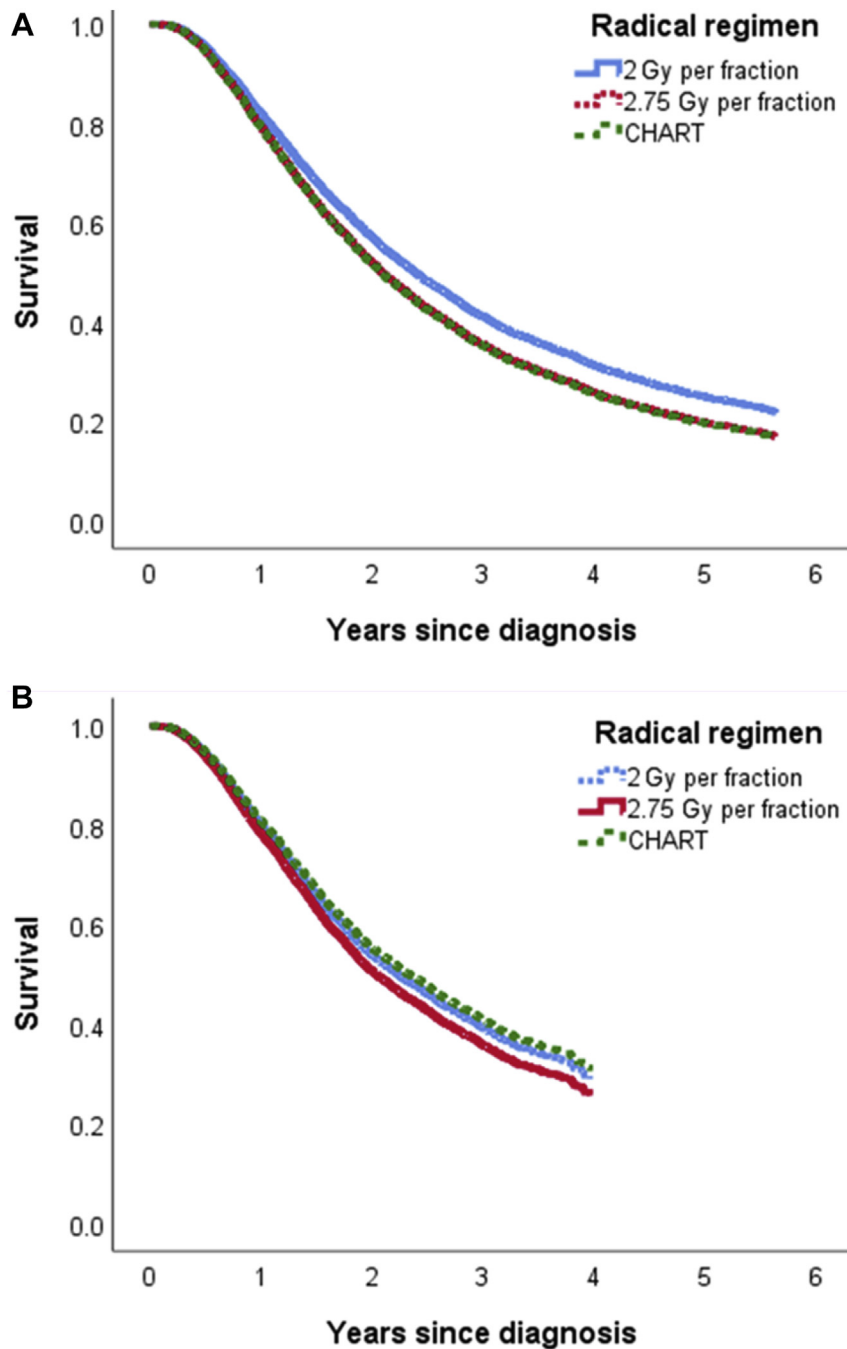 A
Radical regimen
2 Gy per fraction
2.75 Gy per fraction
CHART
1.0
0.8
0.6
0.4
0.2
0.0
Survival
0 1 2 3 4 5 6
Years since diagnosis
B
Radical regimen
2 Gy per fraction
2.75 Gy per fraction
CHART
1.0
0.8
0.6
0.4
0.2
0.0
Survival
0 1 2 3 4 5 6
Years since diagnosis